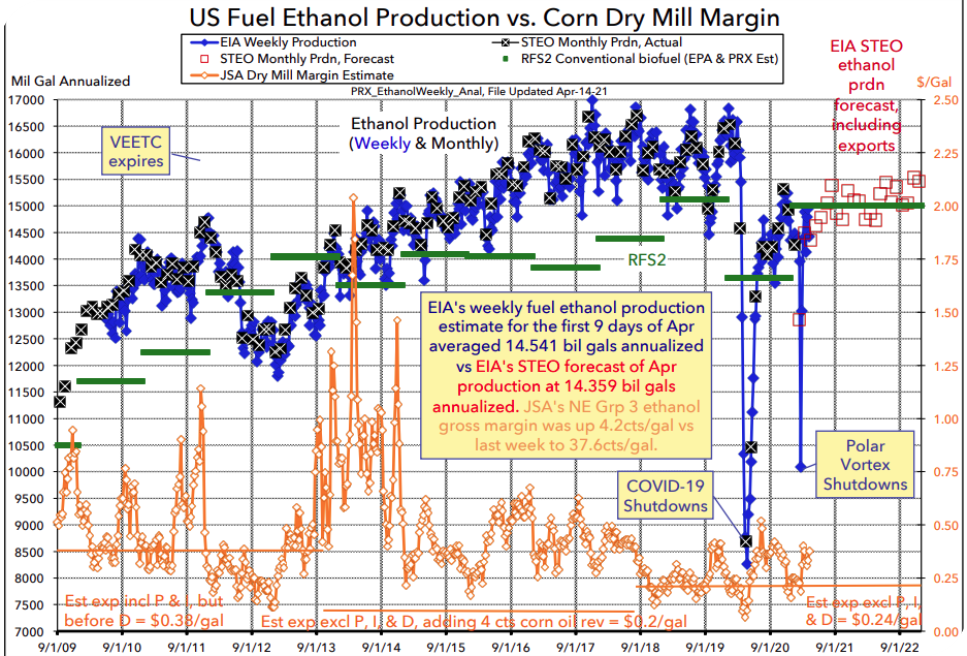 US Fuel Ethanol Production vs. Corn Dry Mill Margin
EIA Weekly Production
STEO Monthly Prdn, Actual
STEO Monthly Prdn, Forecast
RFS2 Conventional biofuel (EPA & PRX Est)
JSA Dry Mill Margin Estimate
PRX_EthanolWeekly_Anal, File Updated Apr-14-21
EIA STEO
ethanol
prdn
forecast,
including
exports
Mil Gal Annualized
$/Gal
17000
16500
16000
15500
15000
14500
14000
13500
13000
12500
12000
11500
11000
10500
10000
9500
9000
8500
8000
7500
7000
2.50
2.25
2.00
1.75
1.50
1.25
1.00
0.75
0.50
0.25
0.00
Ethanol Production
(Weekly & Monthly)
VEETC
expires
RFS2
EIA's weekly fuel ethanol production
estimate for the first 9 days of Apr
averaged 14.541 bil gals annualized
vs EIA's STEO forecast of Apr
production at 14.359 bil gals
annualized. JSA's NE Grp 3 ethanol
gross margin was up 4.2cts/gal vs
last week to 37.6cts/gal.
COVID-19
Shutdowns
Polar
Vortex
Shutdowns
Est exp incl P & I, but
before D = $0.38/gal
Est exp excl P, I, & D, adding 4 cts corn oil rev = $0.2/gal
Est exp excl P, I,
& D = $0.24/gal
9/1/09
9/1/10
9/1/11
9/1/12
9/1/13
9/1/14
9/1/15
9/1/16
9/1/17
9/1/18
9/1/19
9/1/20
9/1/21
9/1/22